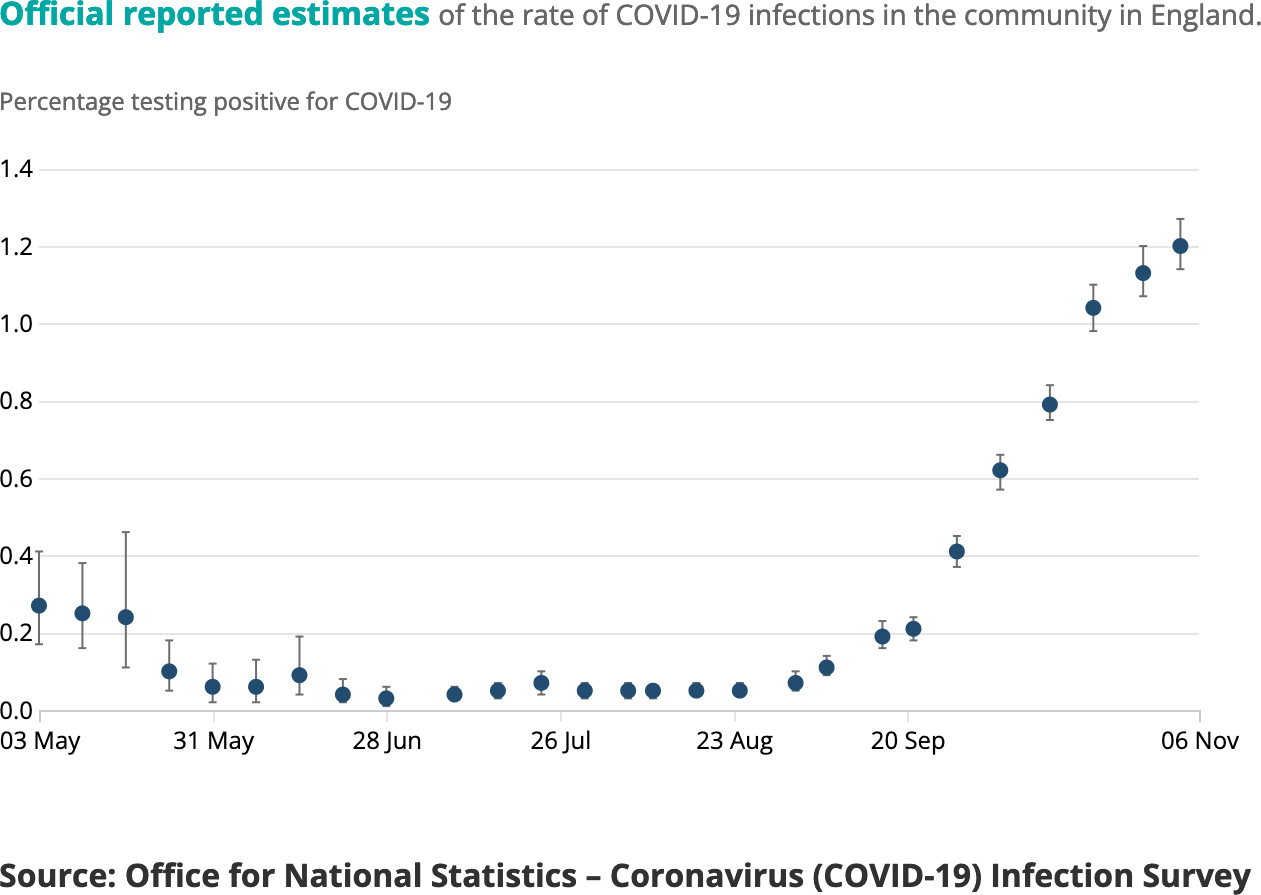 Official reported estimates of the rate of COVID-19 infections in the community in England.
Percentage testing positive for COVID-19
1.4
1.2
1.0
0.8
0.6
0.4
0.2
0.0
03 May 31 May 28 Jun 26 Jul 23 Aug 20 Sep 06 Nov
Source: Office for National Statistics – Coronavirus (COVID-19) Infection Survey